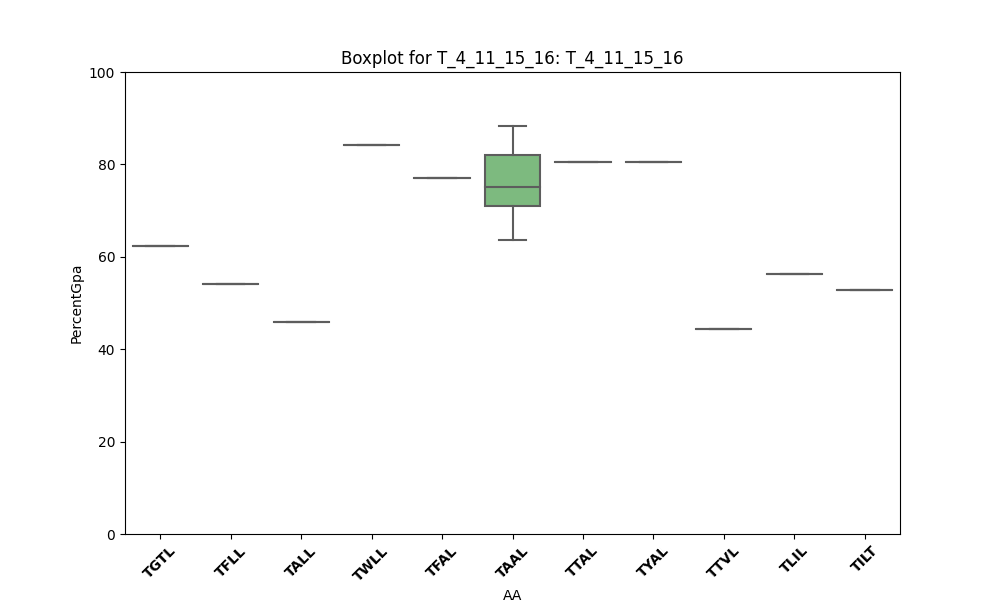 Boxplot for T_4_11_15_16: T_4_11_15_16
100
80
60
40
20
0
PercentGpa
TGTL
TFLL
TALL
TWLL
TFAL
TAAL
TTAL
TYAL
TTVL
TLIL
TILT
AA